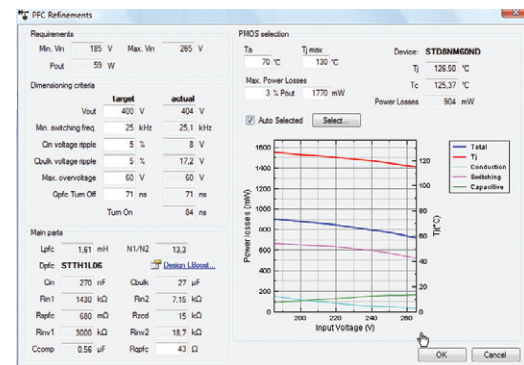 PFC Refinements
Requirements
Min. Vin 185 V Max. Vin 265 V
Pout 59 W
Dimensioning criteria
target actual
Vout 400 V 404 V
Min. switching freq. 25 kHz 25,1 kHz
Cin voltage ripple 5 % 8 V
Cbulk voltage ripple 5 % 17,2 V
Max. overvoltage 60 V 60 V
Qpfc Turn Off 71 ns 71 ns
Turn On 84 ns
Main parts
Lpfc 1,61 mH N1/N2 13,3
Dpfc STTH1L06 Design LBoost...
Cin 270 nF Cbulk 27 µF
Rin1 1430 kΩ Rin2 7,15 kΩ
Rspfc 680 mΩ Rzcd 15 kΩ
Rinv1 3000 kΩ Rinv2 18,7 kΩ
Ccomp 0,56 µF Rgpfc 43 Ω
PMOS selection
Ta Tj max Device: STD8NM60ND
70 °C 130 °C Tj 126,50 °C
Max. Power Losses Tc 125,37 °C
3 % Pout 1770 mW Power Losses 904 mW
Auto Selected Select...
Power losses (mW)
1600
1400
1200
1000
800
600
400
200
0
200 220 240 260
Input Voltage (V)
120
100
80
60
40
20
0
Tj(°C)
Total
Tj
Conduction
Switching
Capacitive
OK Cancel